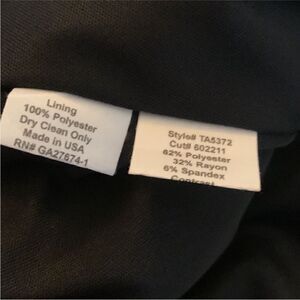 Lining
100% Polyester
Dry Clean Only
Made in USA
RN# GA27674-1
Style# TA5372
Cut# 602211
62% Polyester
32% Rayon
6% Spandex
Contrast